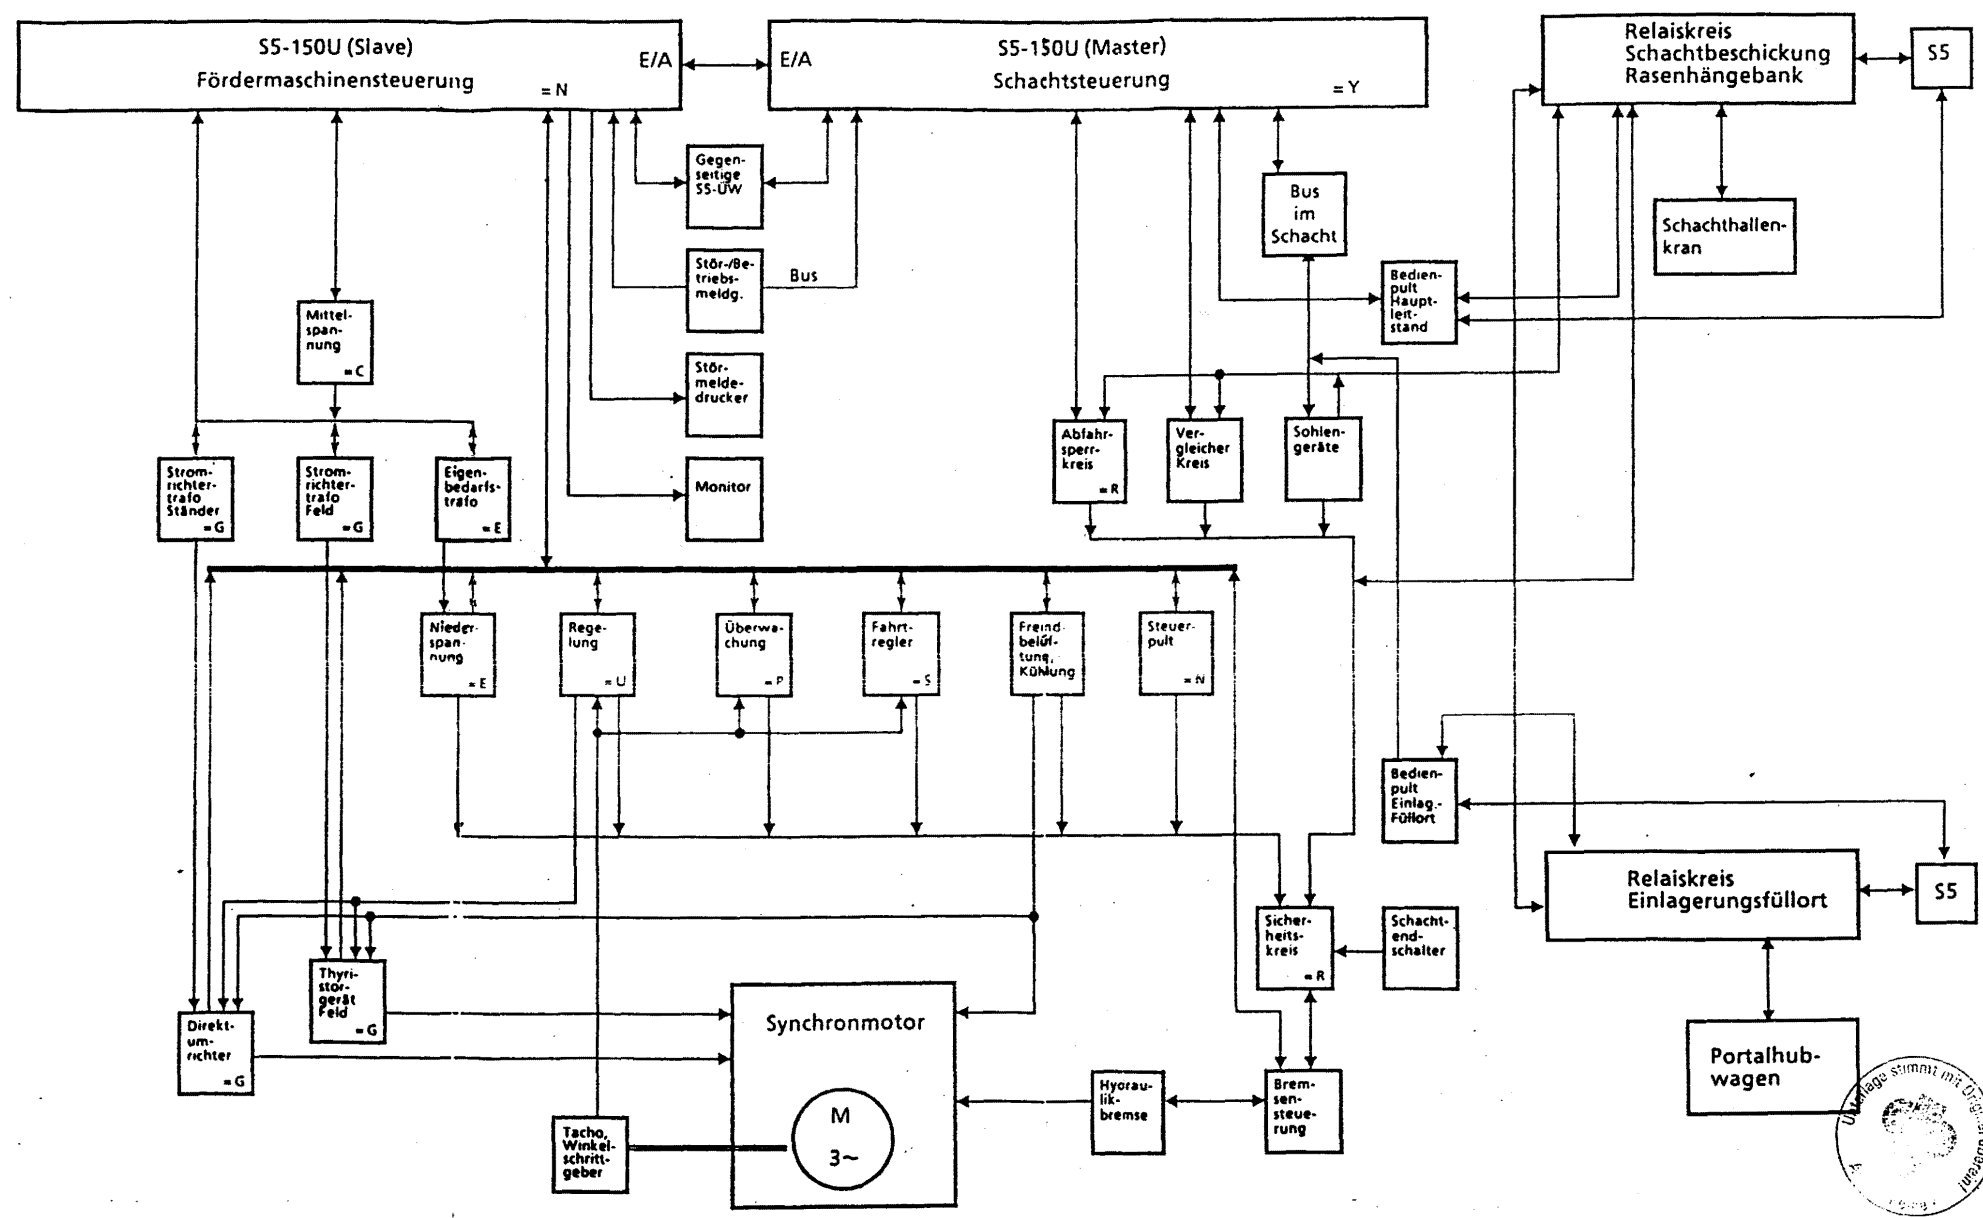 S5-150U (Slave)
Fördermaschinensteuerung
= N
E/A
E/A
S5-150U (Master)
Schachtsteuerung
= Y
Relaiskreis
Schachtbeschickung
Rasenhängebank
S5
Gegen-
seitige
S5-ÜW
Stör-/Be-
triebs-
meldg.
Bus
Stör-
melde-
drucker
Monitor
Bus
im
Schacht
Schachthallen-
kran
Bedien-
pult
Haupt-
leit-
stand
Mittel-
span-
nung
= C
Strom-
richter-
trafo
Ständer
= G
Strom-
richter-
trafo
Feld
= G
Eigen-
bedarfs-
trafo
= E
Abfahr-
sperr-
kreis
= R
Ver-
gleicher
Kreis
Sohlen-
geräte
Nieder-
span-
nung
= E
Rege-
lung
= U
Überwa-
chung
= P
Fahrt-
regler
= S
Fremd-
belüf-
tung,
Kühlung
Steuer-
pult
= N
Bedien-
pult
Einlag.-
Füllort
Relaiskreis
Einlagerungsfüllort
S5
Sicher-
heits-
kreis
= R
Schacht-
end-
schalter
Thyri-
stor-
gerät
Feld
= G
Direkt-
um-
richter
= G
Synchronmotor
M
3~
Tacho,
Winkel-
schritt-
geber
Hydrau-
lik-
bremse
Brem-
sen-
steue-
rung
Portalhub-
wagen
stimmt mit